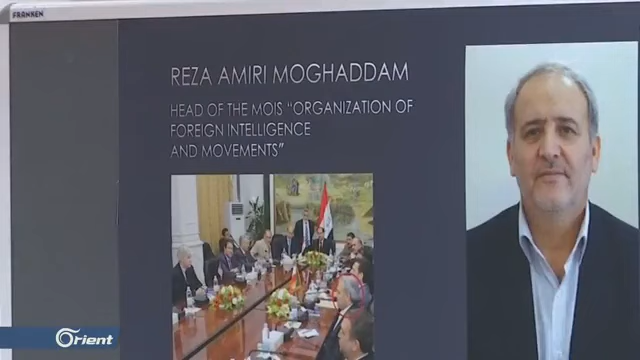 FRANKEN
REZA AMIRI MOGHADDAM
HEAD OF THE MOIS "ORGANIZATION OF
FOREIGN INTELLIGENCE
AND MOVEMENTS"
Orient